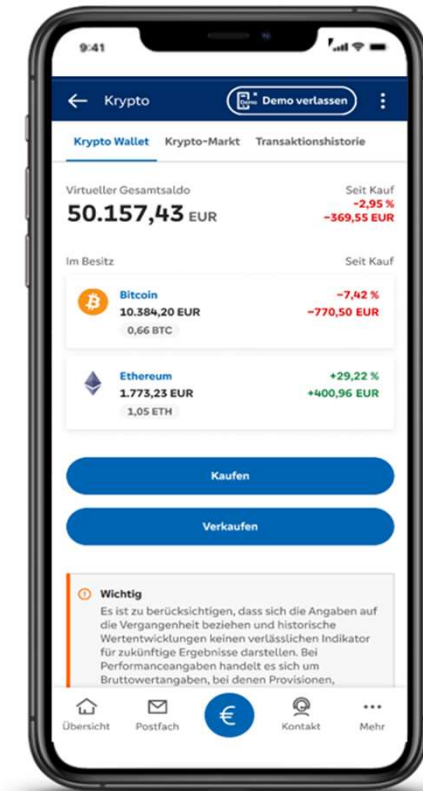 9:41
Krypto
Demo
Demo verlassen
Krypto Wallet Krypto-Markt Transaktionshistorie
Virtueller Gesamtsaldo Seit Kauf
50.157,43 EUR
-2,95 %
-369,55 EUR
Im Besitz Seit Kauf
Bitcoin -7,42 %
10.384,20 EUR -770,50 EUR
0,66 BTC
Ethereum +29,22 %
1.773,23 EUR +400,96 EUR
1,05 ETH
Kaufen
Verkaufen
Wichtig
Es ist zu berücksichtigen, dass sich die Angaben auf
die Vergangenheit beziehen und historische
Wertentwicklungen keinen verlässlichen Indikator
für zukünftige Ergebnisse darstellen. Bei
Performanceangaben handelt es sich um
Bruttowertangaben, bei denen Provisionen,
€
Übersicht Postfach Kontakt Mehr